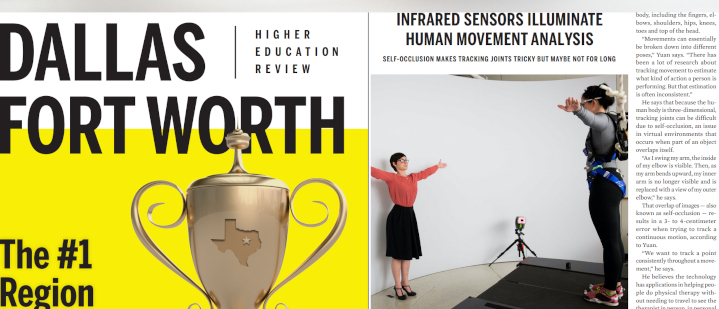 DALLAS
FORT WORTH
HIGHER
EDUCATION
REVIEW
The #1
Region
INFRARED SENSORS ILLUMINATE
HUMAN MOVEMENT ANALYSIS
SELF-OCCLUSION MAKES TRACKING JOINTS TRICKY BUT MAYBE NOT FOR LONG
body, including the fingers, el-
bows, shoulders, hips, knees,
toes and top of the head.
"Movements can essentially
be broken down into different
poses," Yuan says. "There has
been a lot of research about
tracking movement to estimate
what kind of action a person is
performing. But that estimation
is often inconsistent."
He says that because the hu-
man body is three-dimensional,
tracking joints can be difficult
due to self-occlusion, an issue
in virtual environments that
occurs when part of an object
overlaps itself.
"As I swing my arm, the inside
of my elbow is visible. Then, as
my arm bends upward, my inner
arm is no longer visible and is
replaced with a view of my outer
elbow," he says.
That overlap of images — also
known as self-occlusion — re-
sults in a 3- to 4-centimeter
error when trying to track a
continuous motion, according
to Yuan.
"We want to track a point
consistently throughout a move-
ment," he says.
He believes the technology
has applications in helping peo-
ple do physical therapy with-
out needing to travel to see the
therapist in person, in personal